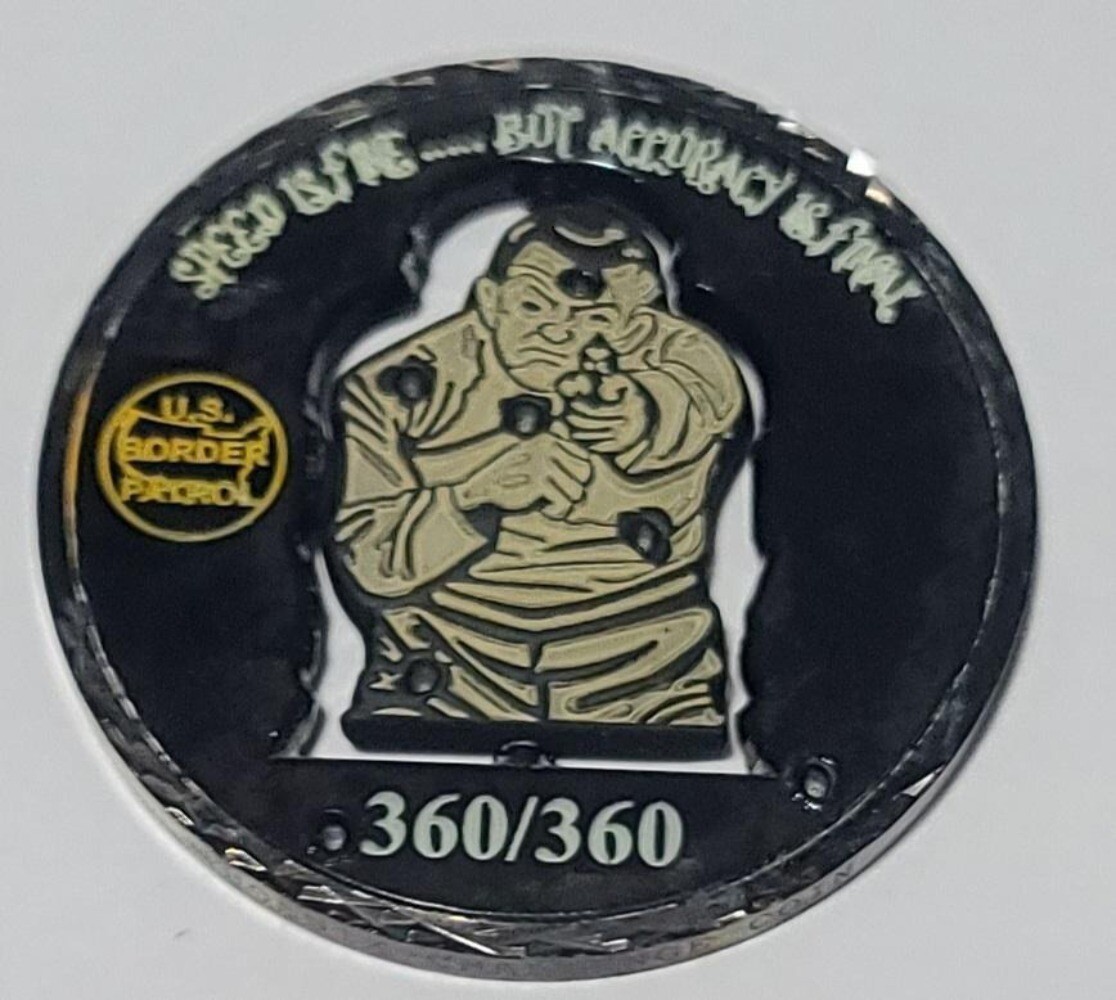 SPEED IS FINE ..... BUT ACCURACY IS FINAL
U.S.
BORDER
PATROL
360/360